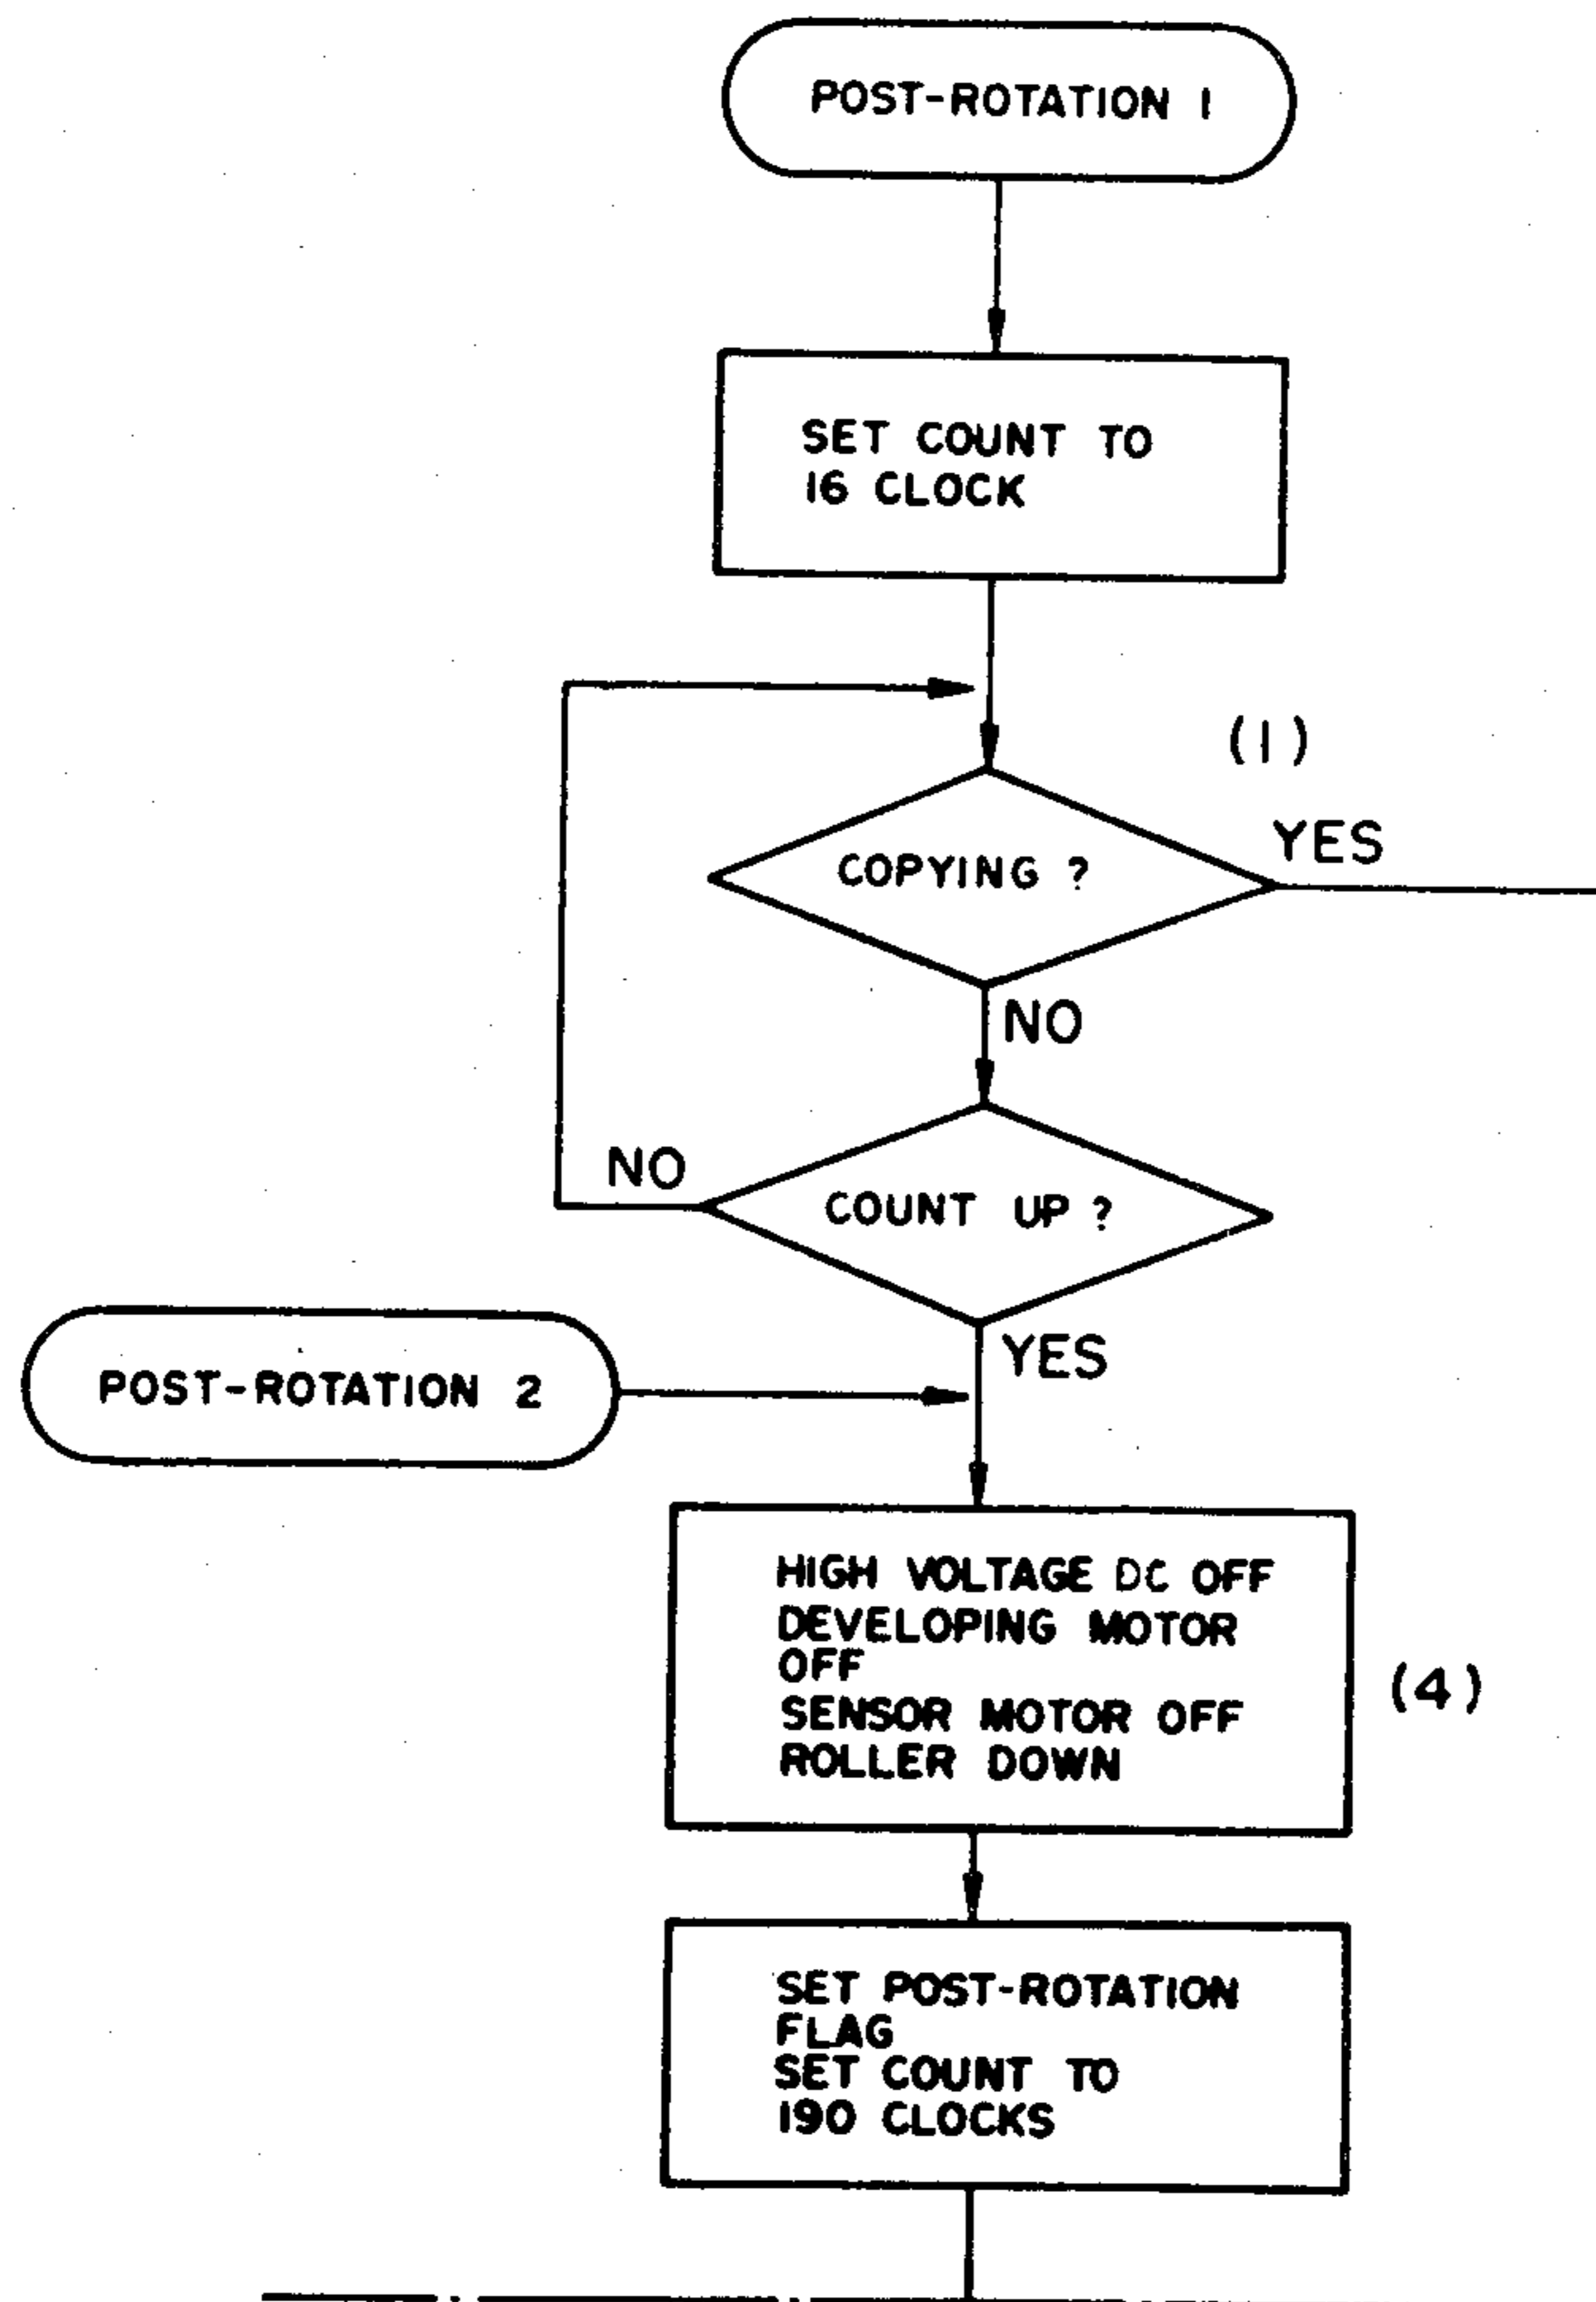 POST-ROTATION 1
SET COUNT TO
16 CLOCK
(1)
COPYING ?
YES
NO
COUNT UP ?
NO
YES
POST-ROTATION 2
HIGH VOLTAGE DC OFF
DEVELOPING MOTOR
OFF
SENSOR MOTOR OFF
ROLLER DOWN
(4)
SET POST-ROTATION
FLAG
SET COUNT TO
190 CLOCKS